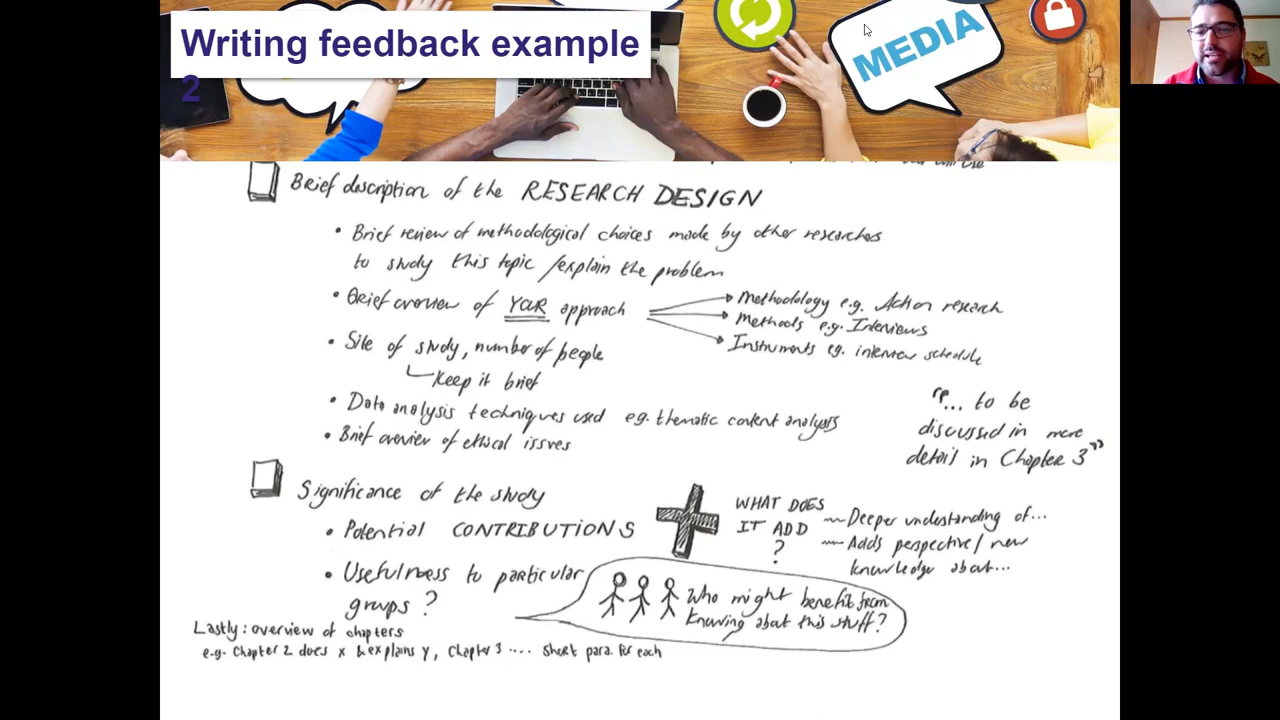 Writing feedback example
2
MEDIA
use
Brief description of the RESEARCH DESIGN
• Brief review of methodological choices made by other researchers
to study this topic /explain the problem
• Brief overview of YOUR approach
Methodology e.g. Action research
Methods e.g. Interviews
Instruments eg. interview schedule
• Site of study, number of people
Keep it brief
• Data analysis techniques used e.g. thematic content analysis
• Brief overview of ethical issues
"... to be
discussed in more
detail in Chapter 3"
Significance of the study
• Potential CONTRIBUTIONS
WHAT DOES
IT ADD
?
Deeper understanding of...
Adds perspective/ new
knowledge about...
• Usefulness to particular
groups?
Who might benefit from
knowing about this stuff?
Lastly: overview of chapters
e.g. Chapter 2 does x & explains y, Chapter 3 .... short para. for each